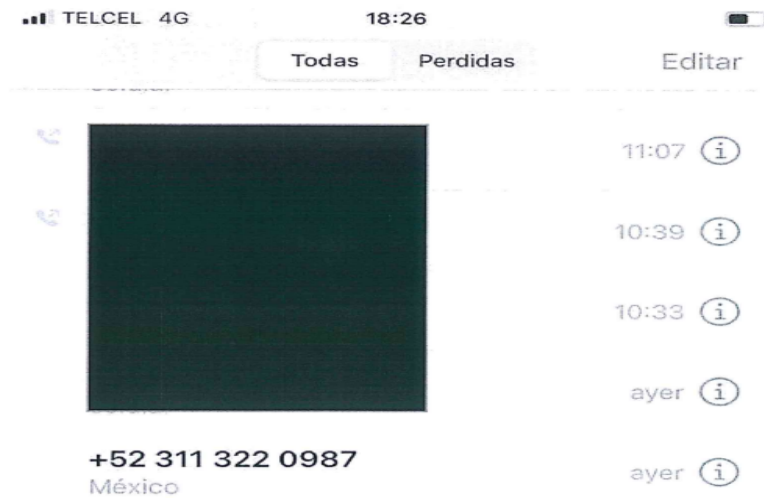 TELCEL 4G 18:26
Todas Perdidas Editar
11:07
10:39
10:33
ayer
+52 311 322 0987
México
ayer